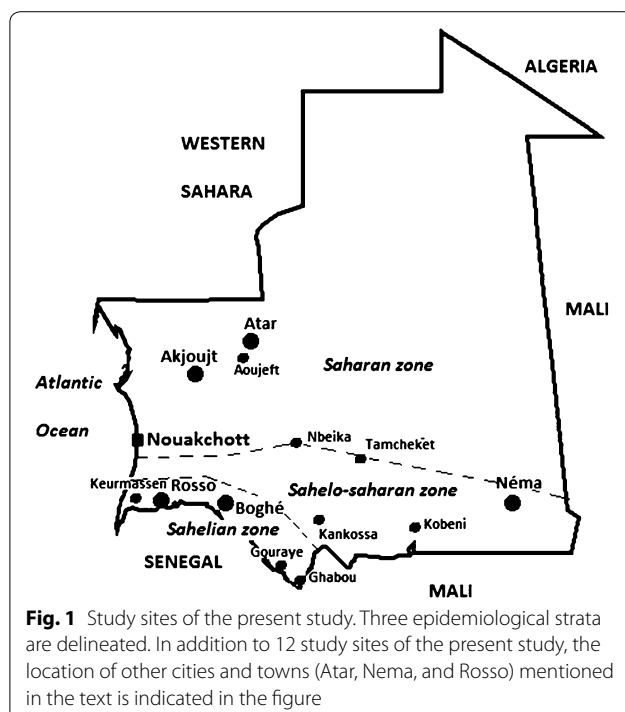 ALGERIA
WESTERN
SAHARA
MALI
Atar
Akjoujt
Aoujeft
Saharan zone
Atlantic
Ocean
Nouakchott
Nbeika
Tamcheket
Keurmassen
Rosso
Boghé
Sahelo-saharan zone
Néma
Sahelian zone
Kankossa
Kobeni
SENEGAL
Gouraye
Ghabou
MALI
Fig. 1 Study sites of the present study. Three epidemiological strata
are delineated. In addition to 12 study sites of the present study, the
location of other cities and towns (Atar, Nema, and Rosso) mentioned
in the text is indicated in the figure